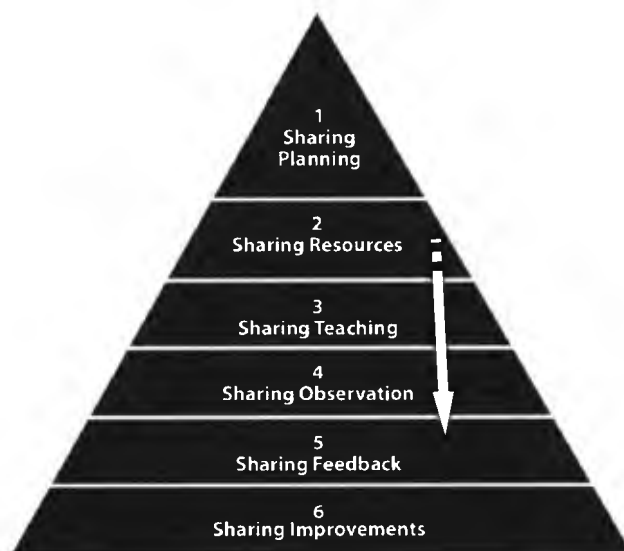 1
Sharing
Planning
2
Sharing Resources
3
Sharing Teaching
4
Sharing Observation
5
Sharing Feedback
6
Sharing Improvements